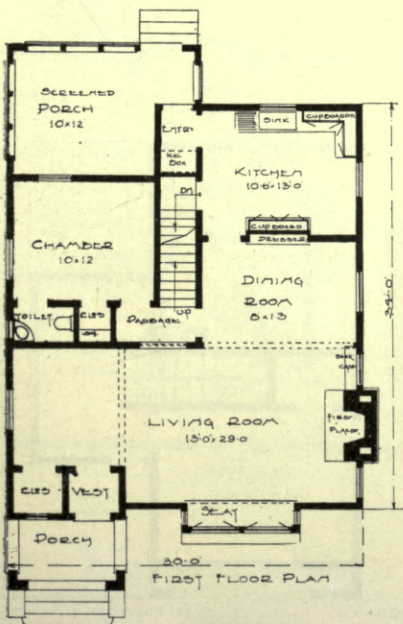 SCREENED
PORCH
10×12
ENTRY
SINK
CUPBOARD
BOX
KITCHEN
10-6×13-0
DN
CHAMBER
10×12
CUPBOARD
DRESSER
DINING
ROOM
8×13
34-0
TOILET
CLOS
PASSAGE
UP
BOOK
CASE
LIVING ROOM
13-0×29-0
FIRE
PLACE
CLOS
VEST
SEAT
PORCH
30-0
FIRST FLOOR PLAN